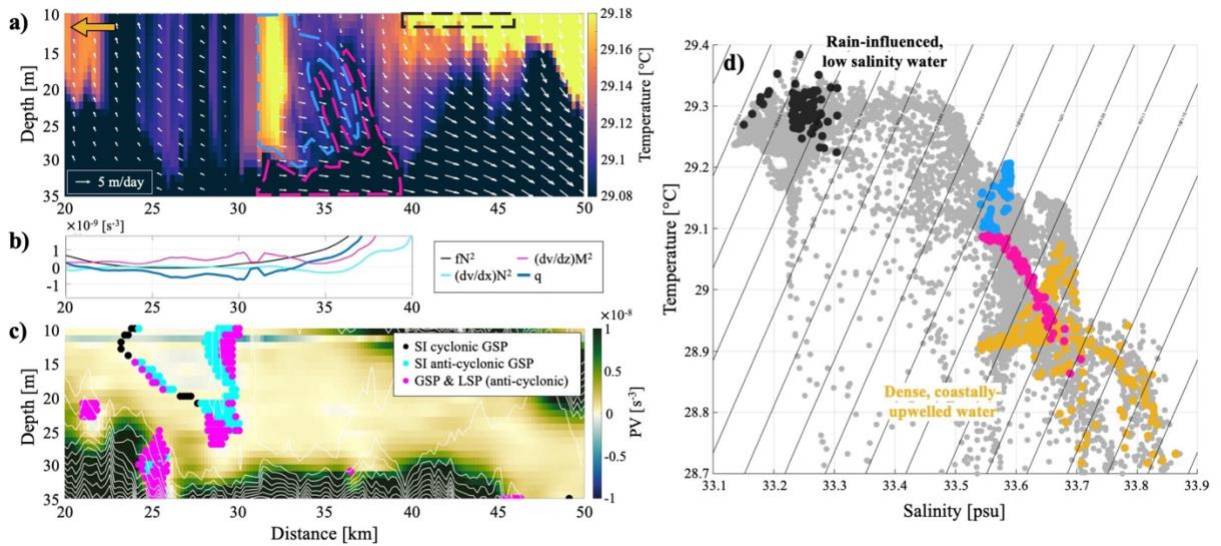 a)
10
15
20
25
30
35
Depth [m]
5 m/day
20 25 30 35 40 45 50
29.18
29.16
29.14
29.12
29.1
29.08
Temperature [°C]
b)
×10⁻⁹ [s⁻³]
1
0
-1
20 25 30 35 40
fN² (dv/dz)M²
(dv/dx)N² q
c)
10
15
20
25
30
35
Depth [m]
SI cyclonic GSP
SI anti-cyclonic GSP
GSP & LSP (anti-cyclonic)
20 25 30 35 40 45 50
Distance [km]
×10⁻⁸
1
0
-1
PV [s⁻³]
d)
Rain-influenced,
low salinity water
Dense, coastally-
upwelled water
29.4
29.3
29.2
29.1
29
28.9
28.8
28.7
Temperature [°C]
33.1 33.2 33.3 33.4 33.5 33.6 33.7 33.8 33.9
Salinity [psu]